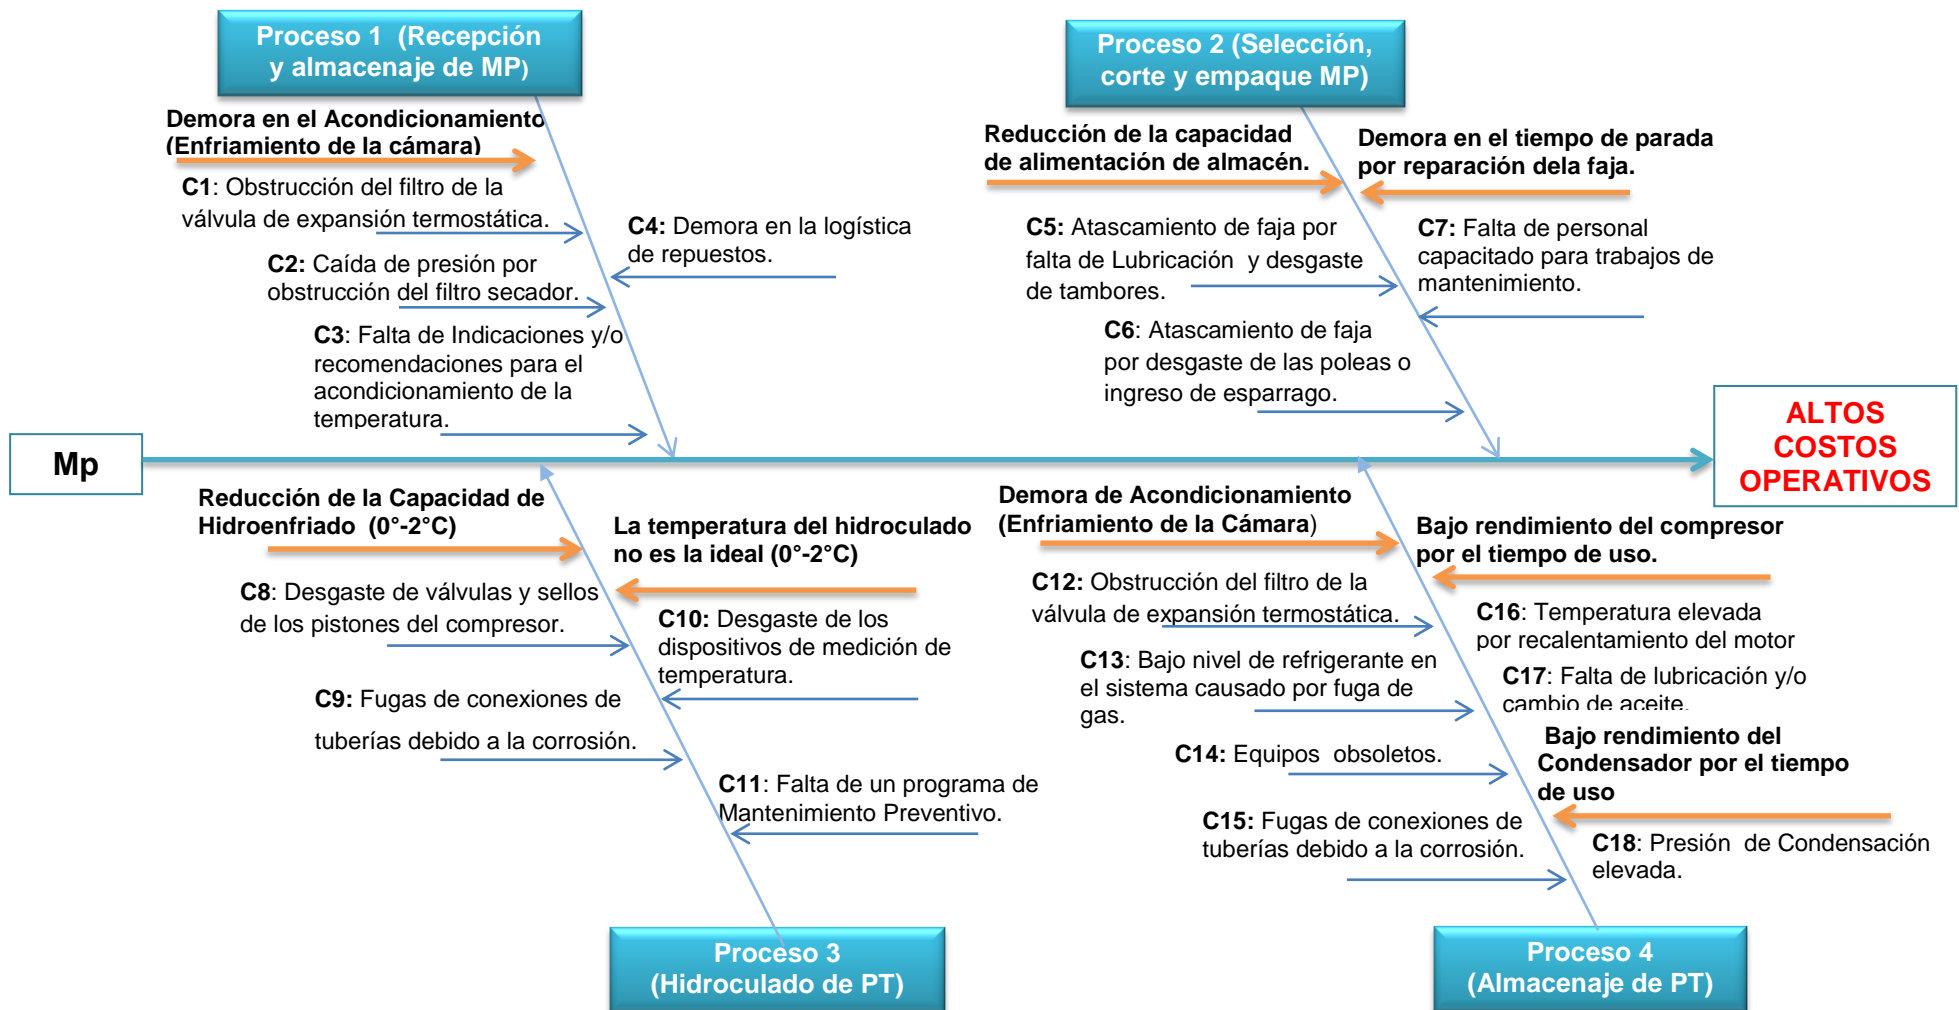 Proceso 1  (Recepción
y almacenaje de MP)
Demora en el Acondicionamiento
(Enfriamiento de la cámara)
C1: Obstrucción del filtro de la
válvula de expansión termostática.
C2: Caída de presión por
obstrucción del filtro secador.
C3: Falta de Indicaciones y/o
recomendaciones para el
acondicionamiento de la
temperatura.
C4: Demora en la logística
de repuestos.
Proceso 2 (Selección,
corte y empaque MP)
Reducción de la capacidad
de alimentación de almacén.
Demora en el tiempo de parada
por reparación dela faja.
C5: Atascamiento de faja por
falta de Lubricación  y desgaste
de tambores.
C6: Atascamiento de faja
por desgaste de las poleas o
ingreso de esparrago.
C7: Falta de personal
capacitado para trabajos de
mantenimiento.
Mp
ALTOS
COSTOS
OPERATIVOS
Reducción de la Capacidad de
Hidroenfriado  (0°-2°C)
La temperatura del hidroculado
no es la ideal (0°-2°C)
C8: Desgaste de válvulas y sellos
de los pistones del compresor.
C9: Fugas de conexiones de
tuberías debido a la corrosión.
C10: Desgaste de los
dispositivos de medición de
temperatura.
C11: Falta de un programa de
Mantenimiento Preventivo.
Proceso 3
(Hidroculado de PT)
Demora de Acondicionamiento
(Enfriamiento de la Cámara)
Bajo rendimiento del compresor
por el tiempo de uso.
C12: Obstrucción del filtro de la
válvula de expansión termostática.
C13: Bajo nivel de refrigerante en
el sistema causado por fuga de
gas.
C14: Equipos  obsoletos.
C15: Fugas de conexiones de
tuberías debido a la corrosión.
C16: Temperatura elevada
por recalentamiento del motor
C17: Falta de lubricación y/o
cambio de aceite.
Bajo rendimiento del
Condensador por el tiempo
de uso
C18: Presión  de Condensación
elevada.
Proceso 4
(Almacenaje de PT)